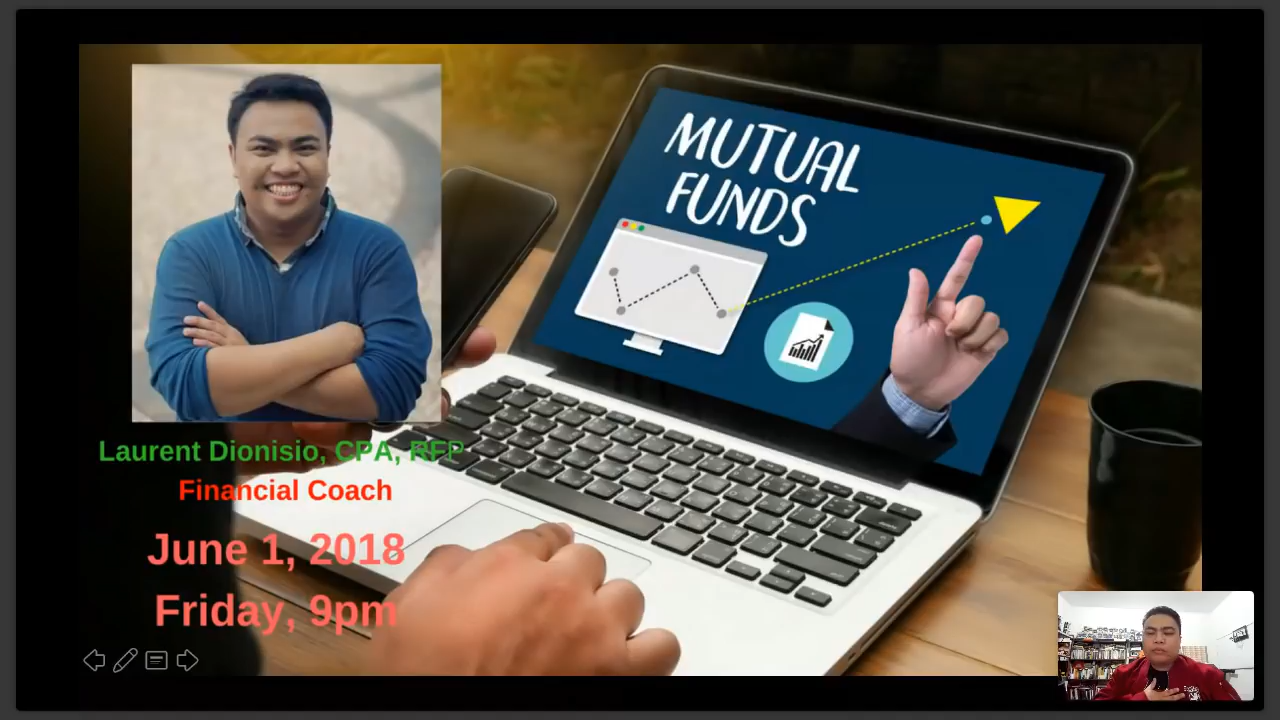 MUTUAL
FUNDS
Laurent Dionisio, CPA, RFP
Financial Coach
June 1, 2018
Friday, 9pm